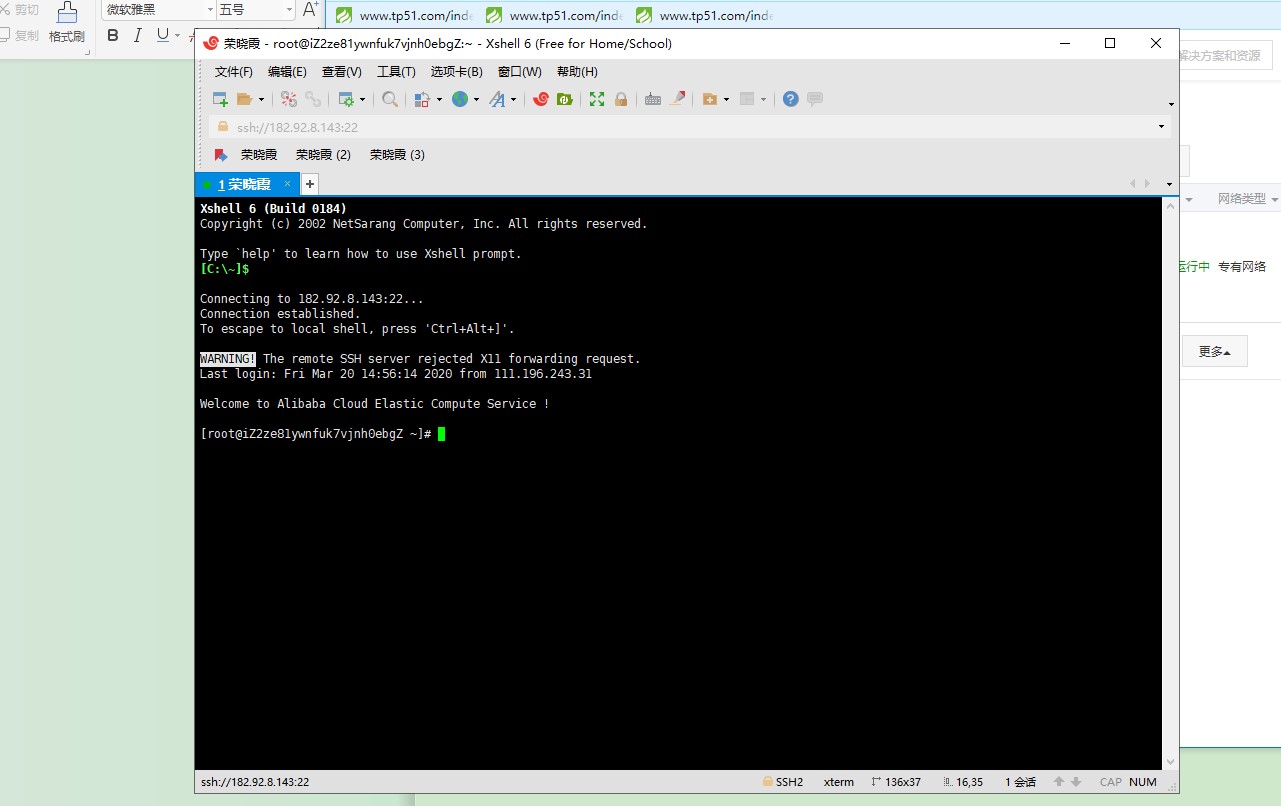 剪切
微软雅黑
五号
A+
复制
格式刷
B I U
www.tp51.com/inde
www.tp51.com/inde
www.tp51.com/inde
荣晓霞 - root@iZ2ze81ywnfuk7vjnh0ebgZ:~ - Xshell 6 (Free for Home/School)
解决方案和资源
文件(F) 编辑(E) 查看(V) 工具(T) 选项卡(B) 窗口(W) 帮助(H)
ssh://182.92.8.143:22
荣晓霞 荣晓霞 (2) 荣晓霞 (3)
1 荣晓霞 × +
网络类型
Xshell 6 (Build 0184)
Copyright (c) 2002 NetSarang Computer, Inc. All rights reserved.
Type `help' to learn how to use Xshell prompt.
[C:\~]$
运行中 专有网络
Connecting to 182.92.8.143:22...
Connection established.
To escape to local shell, press 'Ctrl+Alt+]'.
更多
WARNING! The remote SSH server rejected X11 forwarding request.
Last login: Fri Mar 20 14:56:14 2020 from 111.196.243.31
Welcome to Alibaba Cloud Elastic Compute Service !
[root@iZ2ze81ywnfuk7vjnh0ebgZ ~]#
ssh://182.92.8.143:22 SSH2 xterm 136x37 16,35 1 会话 CAP NUM